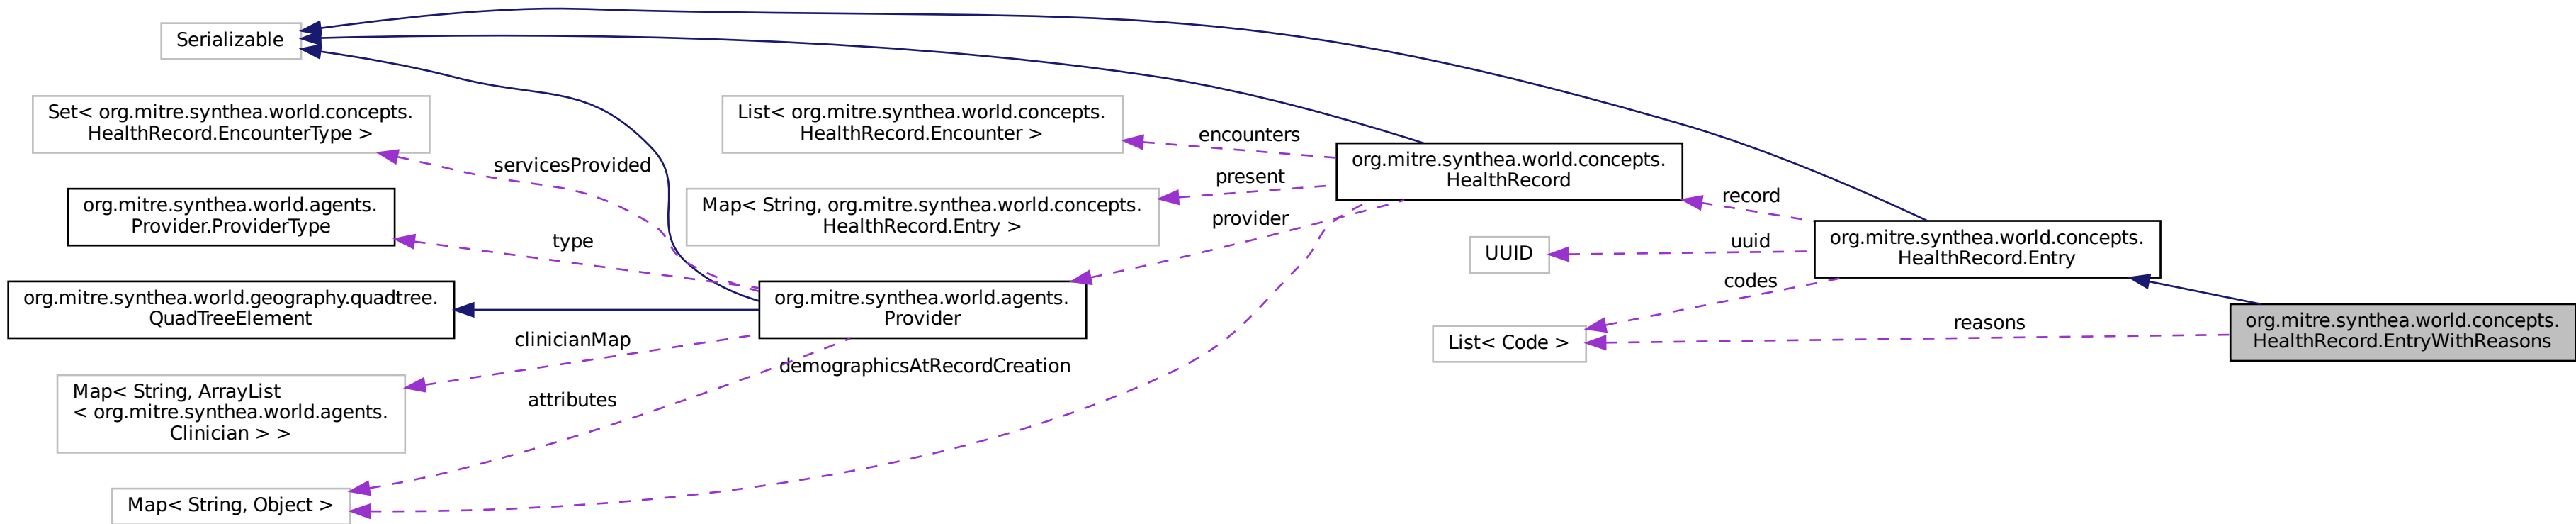 Serializable
Set< org.mitre.synthea.world.concepts.
HealthRecord.EncounterType >
org.mitre.synthea.world.agents.
Provider.ProviderType
org.mitre.synthea.world.geography.quadtree.
QuadTreeElement
Map< String, ArrayList
< org.mitre.synthea.world.agents.
Clinician > >
Map< String, Object >
servicesProvided
type
clinicianMap
attributes
List< org.mitre.synthea.world.concepts.
HealthRecord.Encounter >
Map< String, org.mitre.synthea.world.concepts.
HealthRecord.Entry >
org.mitre.synthea.world.agents.
Provider
demographicsAtRecordCreation
encounters
present
provider
org.mitre.synthea.world.concepts.
HealthRecord
UUID
List< Code >
record
uuid
codes
org.mitre.synthea.world.concepts.
HealthRecord.Entry
reasons
org.mitre.synthea.world.concepts.
HealthRecord.EntryWithReasons